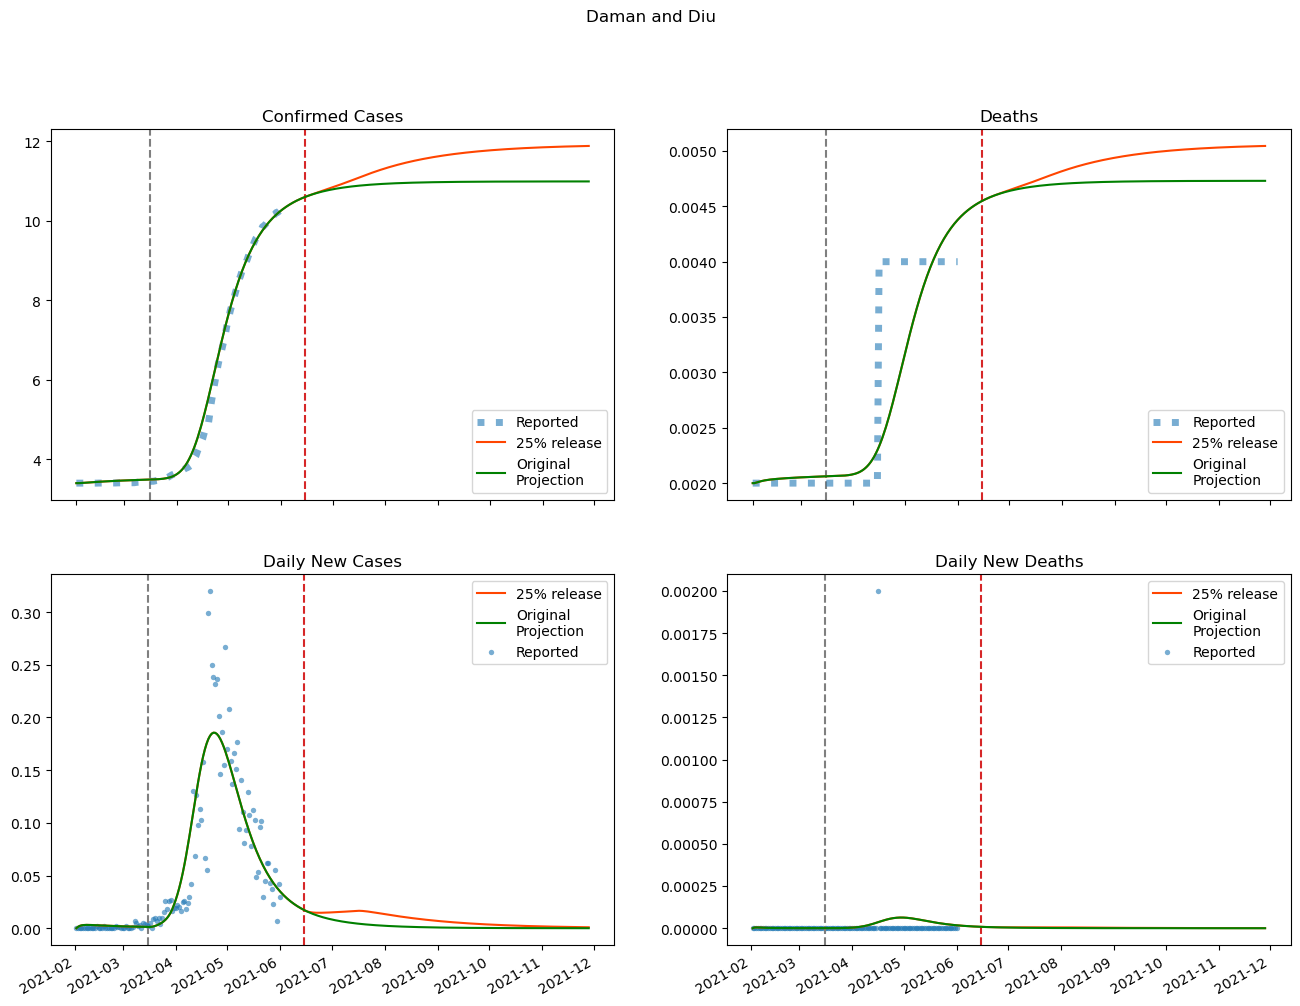 Daman and Diu
Confirmed Cases
12
10
8
6
4
Reported
25% release
Original
Projection
Deaths
0.0050
0.0045
0.0040
0.0035
0.0030
0.0025
0.0020
Reported
25% release
Original
Projection
Daily New Cases
0.30
0.25
0.20
0.15
0.10
0.05
0.00
25% release
Original
Projection
Reported
2021-02
2021-03
2021-04
2021-05
2021-06
2021-07
2021-08
2021-09
2021-10
2021-11
2021-12
Daily New Deaths
0.00200
0.00175
0.00150
0.00125
0.00100
0.00075
0.00050
0.00025
0.00000
25% release
Original
Projection
Reported
2021-02
2021-03
2021-04
2021-05
2021-06
2021-07
2021-08
2021-09
2021-10
2021-11
2021-12